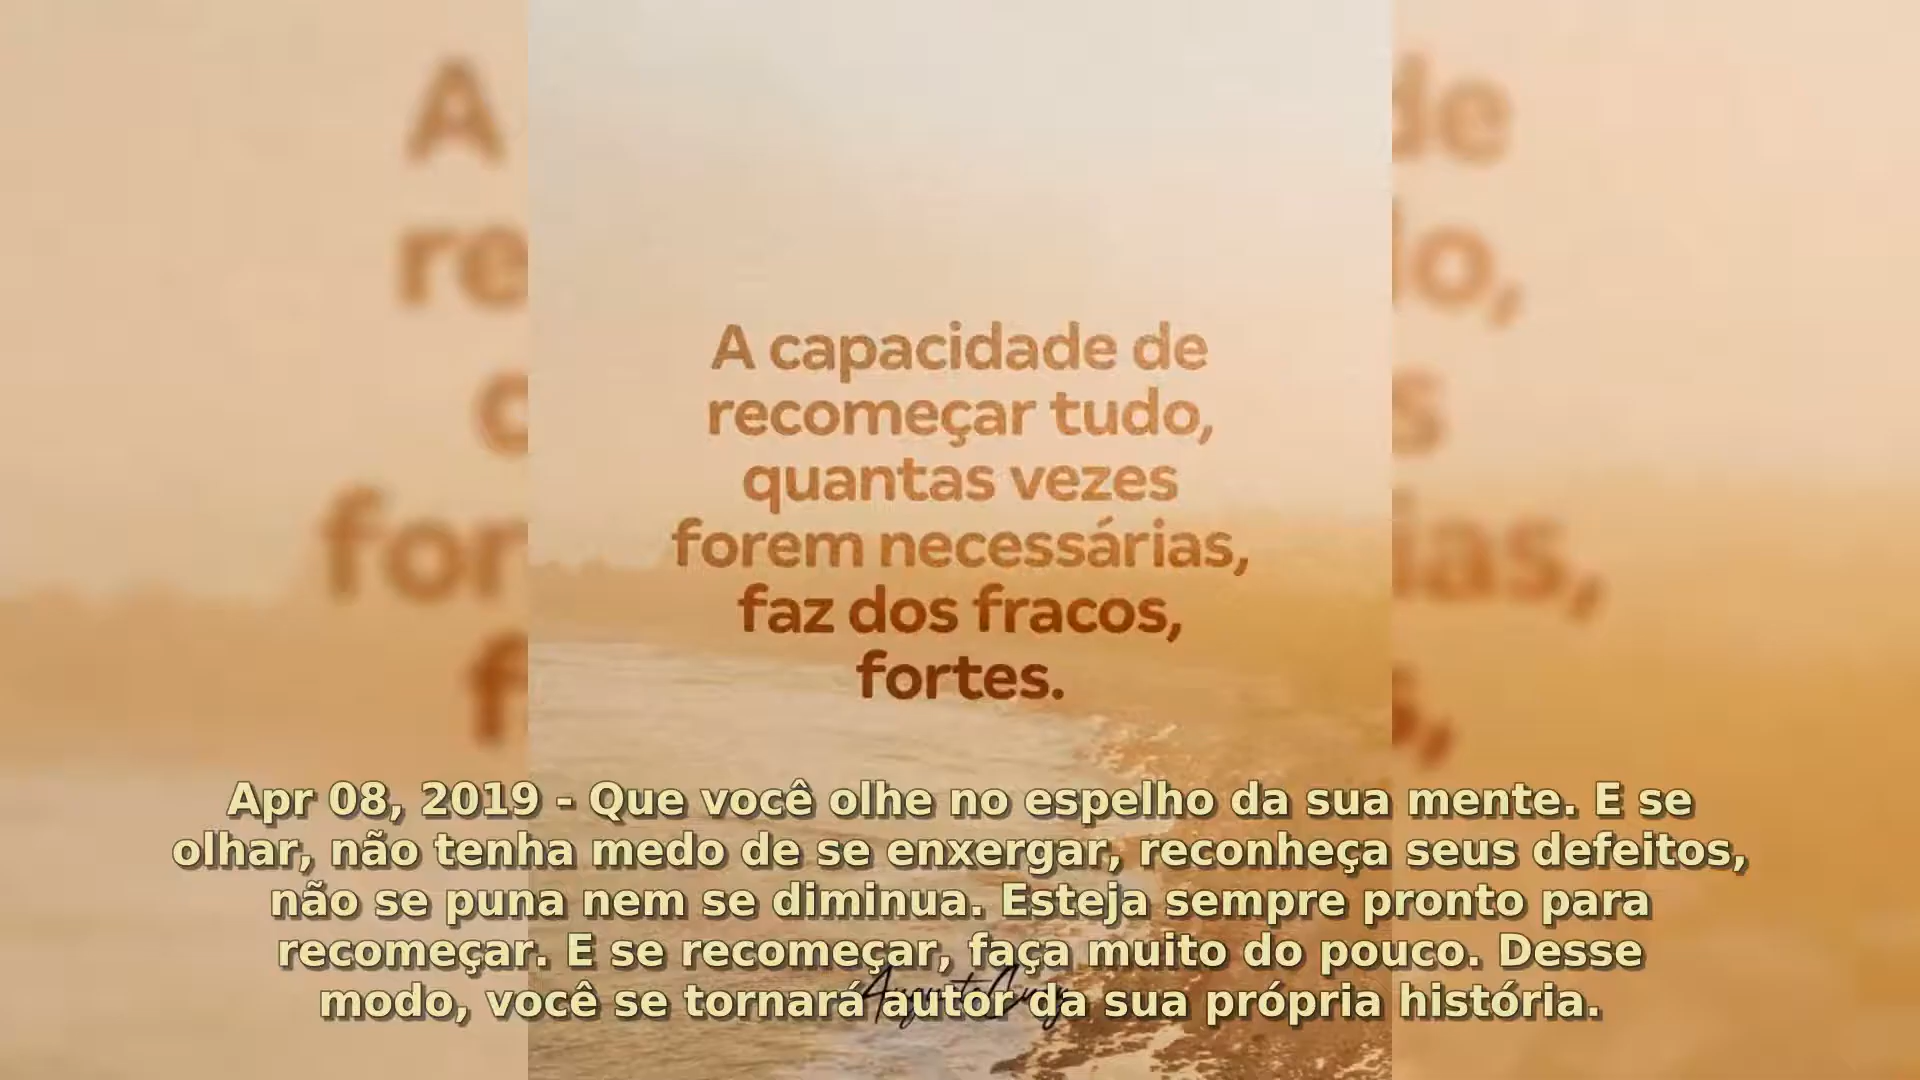 A capacidade de
recomeçar tudo,
quantas vezes
forem necessárias,
faz dos fracos,
fortes.
Apr 08, 2019 - Que você olhe no espelho da sua mente. E se
olhar, não tenha medo de se enxergar, reconheça seus defeitos,
não se puna nem se diminua. Esteja sempre pronto para
recomeçar. E se recomeçar, faça muito do pouco. Desse
modo, você se tornará autor da sua própria história.